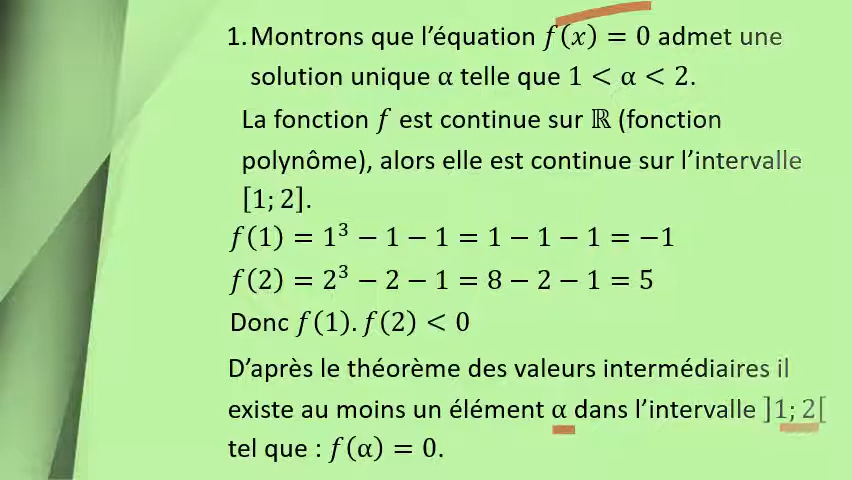 1. Montrons que l’équation f(x) = 0 admet une
solution unique α telle que 1 < α < 2.
La fonction f est continue sur ℝ (fonction
polynôme), alors elle est continue sur l’intervalle
[1; 2].
f(1) = 1³ − 1 − 1 = 1 − 1 − 1 = −1
f(2) = 2³ − 2 − 1 = 8 − 2 − 1 = 5
Donc f(1). f(2) < 0
D’après le théorème des valeurs intermédiaires il
existe au moins un élément α dans l’intervalle ]1; 2[
tel que : f(α) = 0.